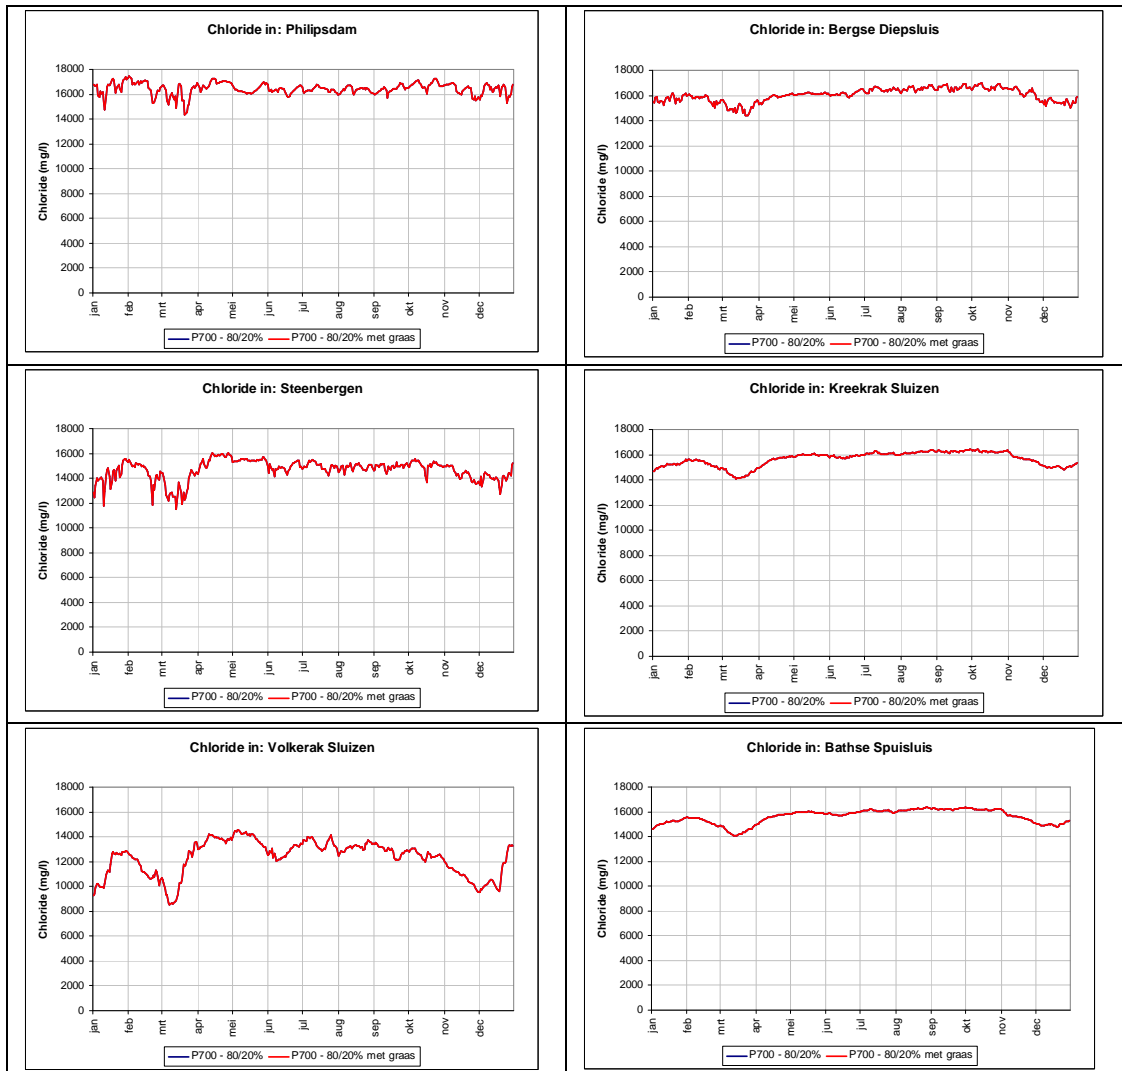 Chloride in: Philipsdam
Chloride (mg/l)
18000
16000
14000
12000
10000
8000
6000
4000
2000
0
jan feb mrt apr mei jun jul aug sep okt nov dec
P700 - 80/20% P700 - 80/20% met graas
Chloride in: Bergse Diepsluis
Chloride (mg/l)
18000
16000
14000
12000
10000
8000
6000
4000
2000
0
jan feb mrt apr mei jun jul aug sep okt nov dec
P700 - 80/20% P700 - 80/20% met graas
Chloride in: Steenbergen
Chloride (mg/l)
18000
16000
14000
12000
10000
8000
6000
4000
2000
0
jan feb mrt apr mei jun jul aug sep okt nov dec
P700 - 80/20% P700 - 80/20% met graas
Chloride in: Kreekrak Sluizen
Chloride (mg/l)
18000
16000
14000
12000
10000
8000
6000
4000
2000
0
jan feb mrt apr mei jun jul aug sep okt nov dec
P700 - 80/20% P700 - 80/20% met graas
Chloride in: Volkerak Sluizen
Chloride (mg/l)
18000
16000
14000
12000
10000
8000
6000
4000
2000
0
jan feb mrt apr mei jun jul aug sep okt nov dec
P700 - 80/20% P700 - 80/20% met graas
Chloride in: Bathse Spuisluis
Chloride (mg/l)
18000
16000
14000
12000
10000
8000
6000
4000
2000
0
jan feb mrt apr mei jun jul aug sep okt nov dec
P700 - 80/20% P700 - 80/20% met graas